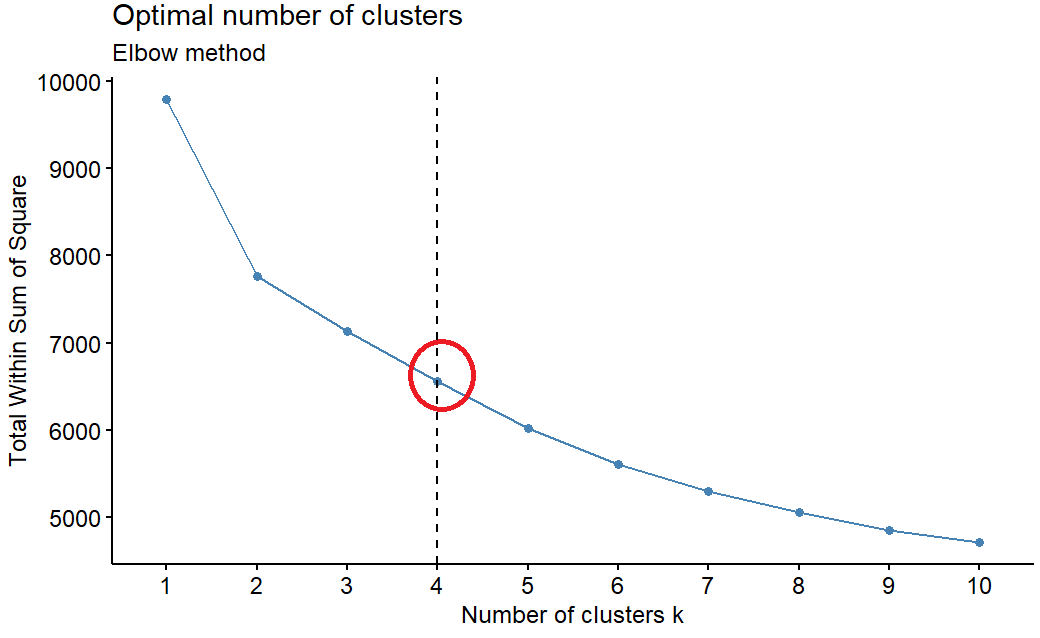 Optimal number of clusters
Elbow method
10000
9000
8000
7000
6000
5000
Total Within Sum of Square
1 2 3 4 5 6 7 8 9 10
Number of clusters k